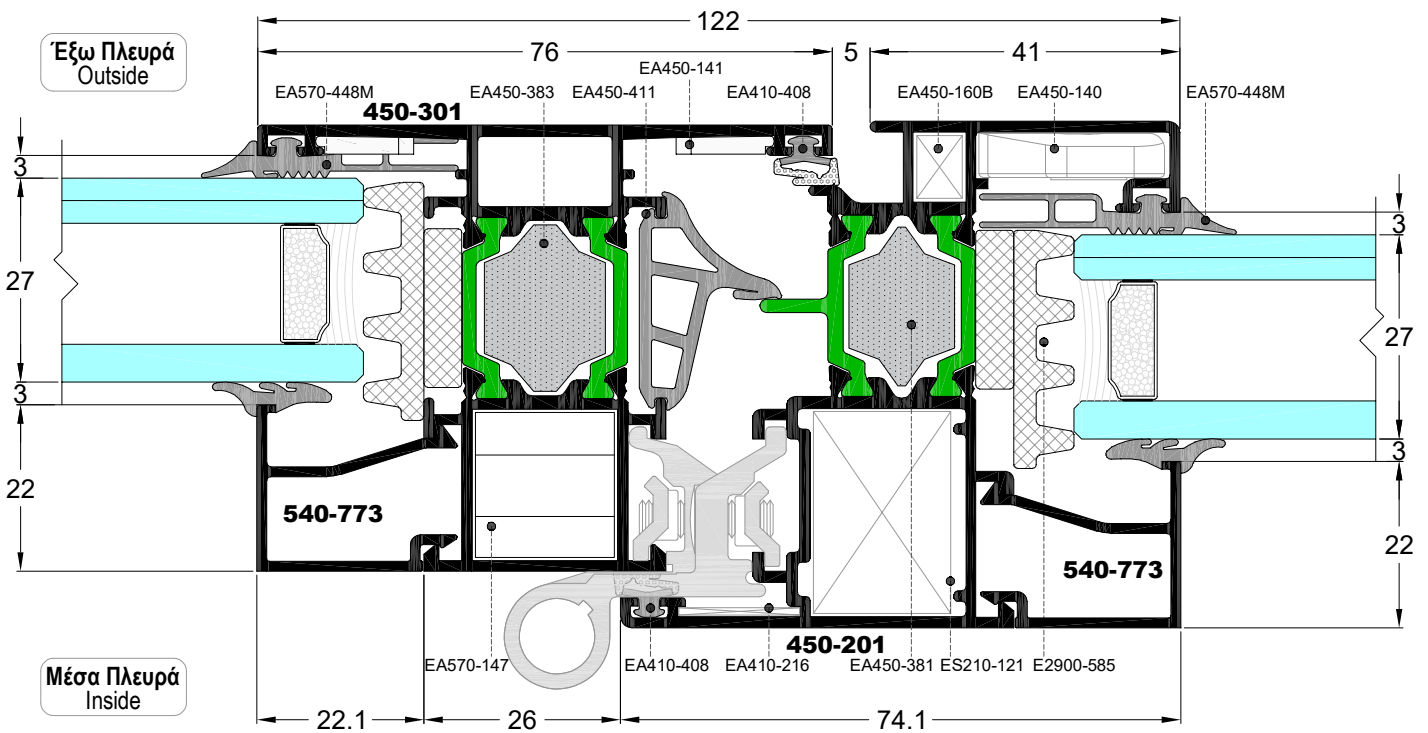 122
Έξω Πλευρά
Outside
76
5
41
EA450-141
EA570-448M
EA450-383
EA450-411
EA410-408
EA450-160B
EA450-140
EA570-448M
450-301
3
3
27
27
3
3
22
22
540-773
540-773
450-201
EA570-147
EA410-408
EA410-216
EA450-381
ES210-121
E2900-585
Μέσα Πλευρά
Inside
22.1
26
74.1